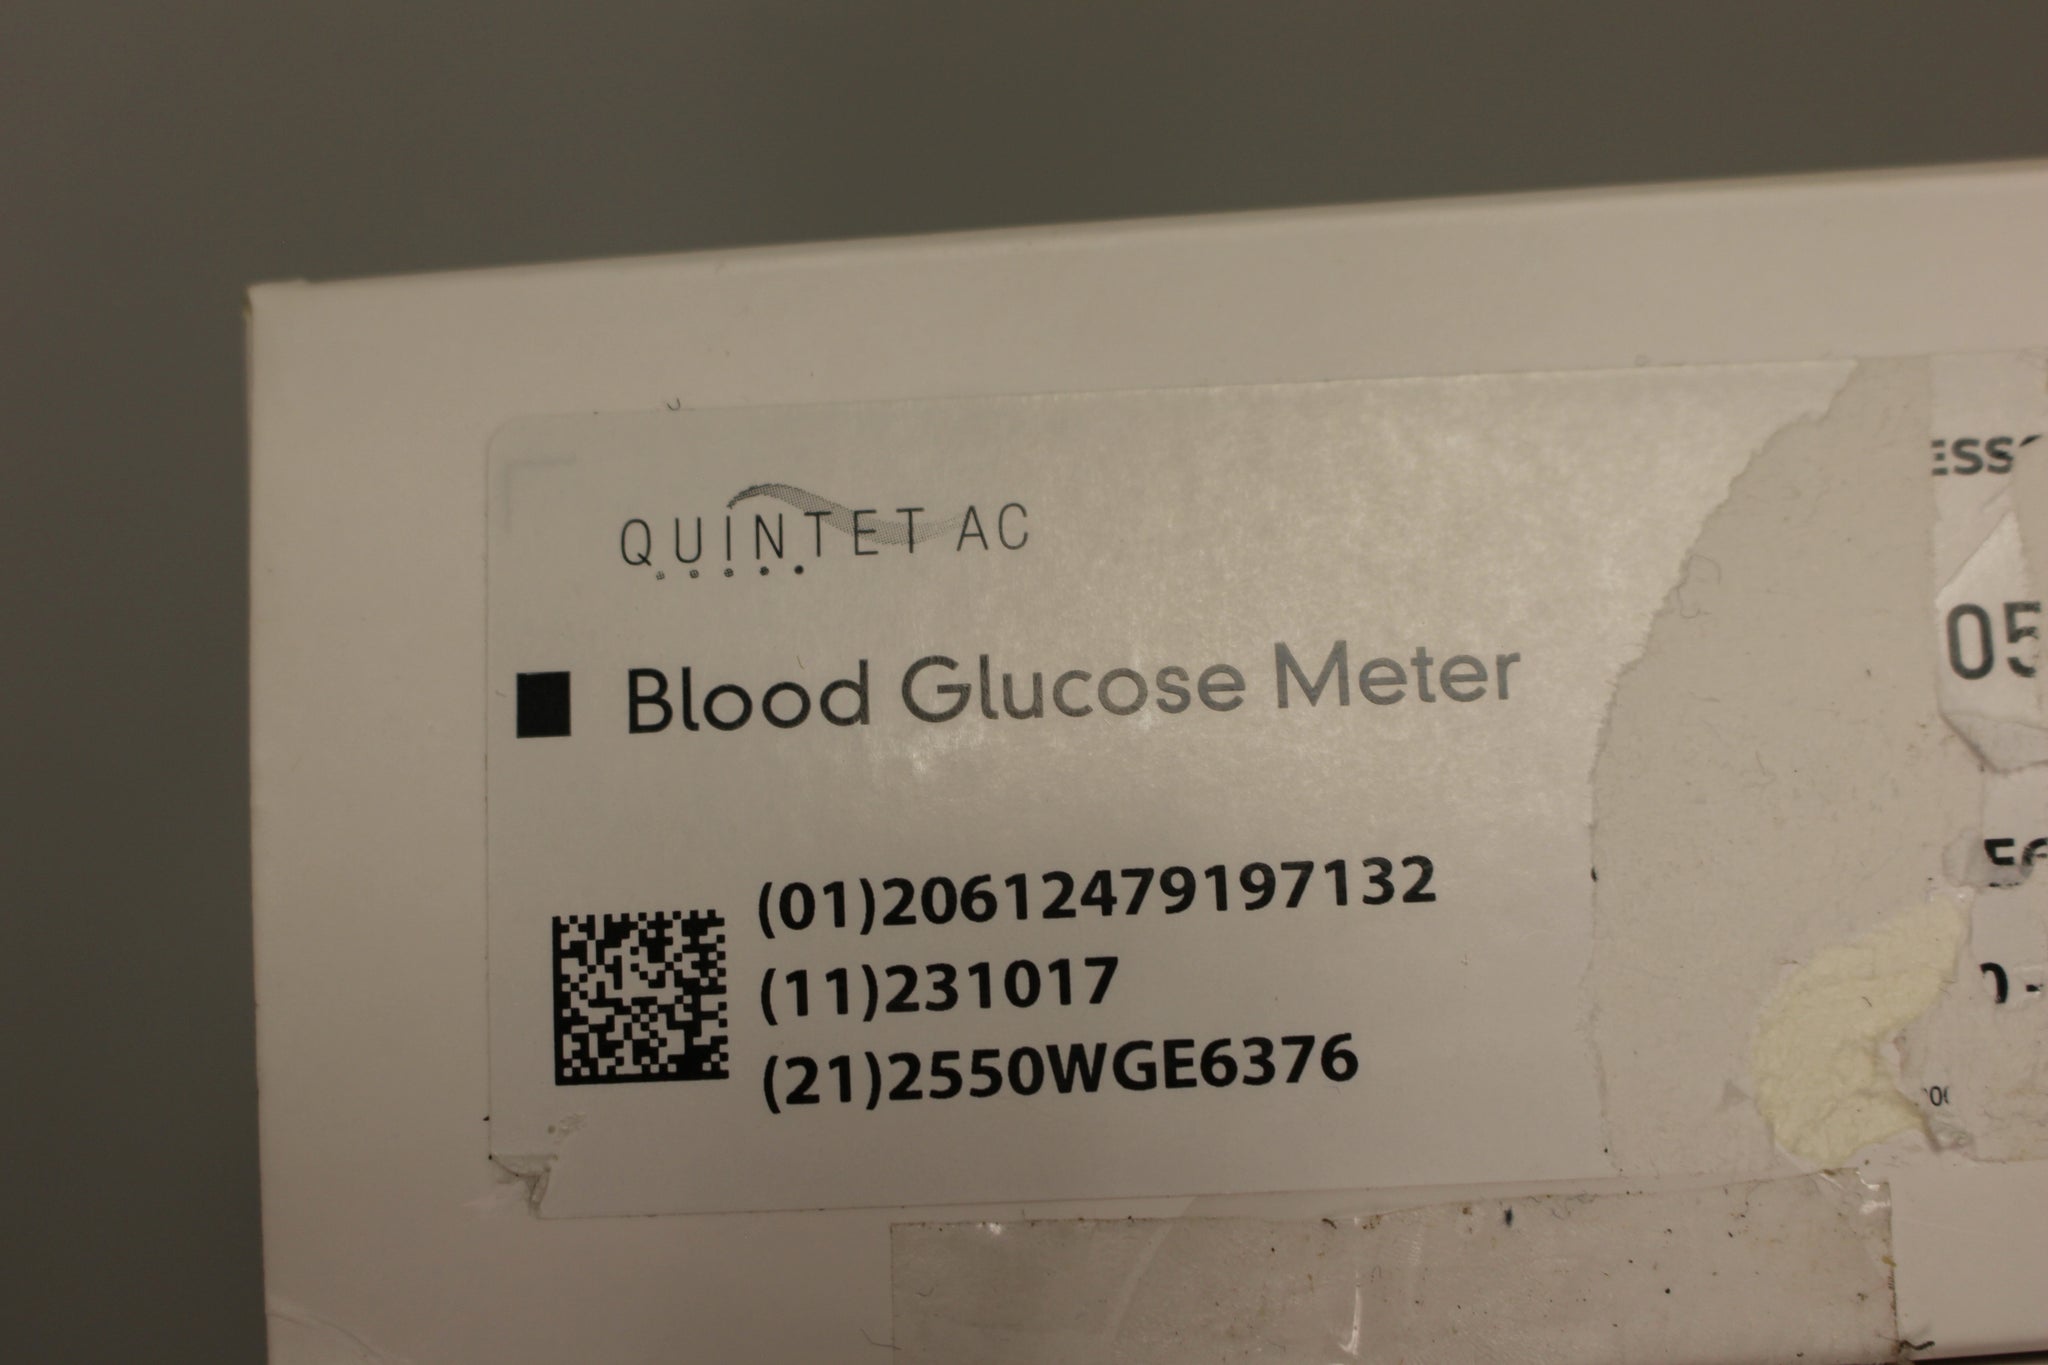 QUINTET AC
Blood Glucose Meter
(01)20612479197132
(11)231017
(21)2550WGE6376
05